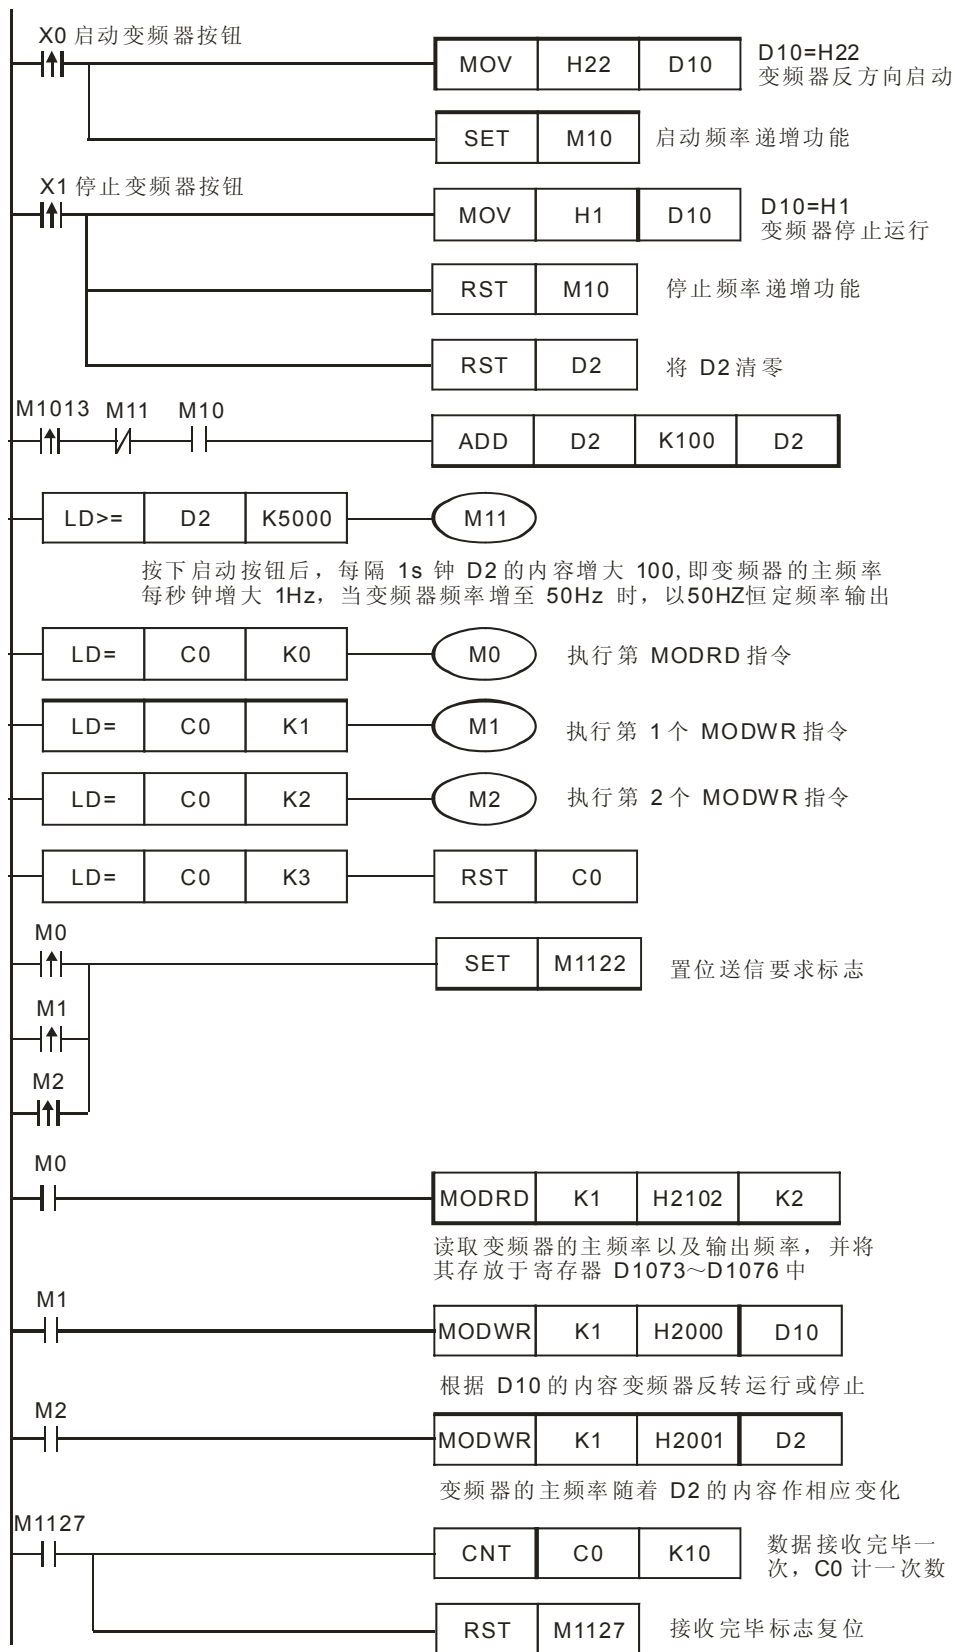 X0 启动变频器按钮
MOV H22 D10
D10=H22
变频器反方向启动
SET M10 启动频率递增功能
X1 停止变频器按钮
MOV H1 D10
D10=H1
变频器停止运行
RST M10 停止频率递增功能
RST D2 将 D2 清零
M1013 M11 M10
ADD D2 K100 D2
LD>= D2 K5000 M11
按下启动按钮后，每隔 1s 钟 D2 的内容增大 100,即变频器的主频率
每秒钟增大 1Hz，当变频器频率增至 50Hz 时，以50HZ恒定频率输出
LD= C0 K0 M0 执行第 MODRD 指令
LD= C0 K1 M1 执行第 1个 MODWR 指令
LD= C0 K2 M2 执行第 2个 MODWR 指令
LD= C0 K3 RST C0
M0
SET M1122 置位送信要求标志
M1
M2
M0
MODRD K1 H2102 K2
读取变频器的主频率以及输出频率，并将
其存放于寄存器 D1073～D1076 中
M1
MODWR K1 H2000 D10
根据 D10 的内容变频器反转运行或停止
M2
MODWR K1 H2001 D2
变频器的主频率随着 D2 的内容作相应变化
M1127
CNT C0 K10
数据接收完毕一
次，C0 计一次数
RST M1127 接收完毕标志复位